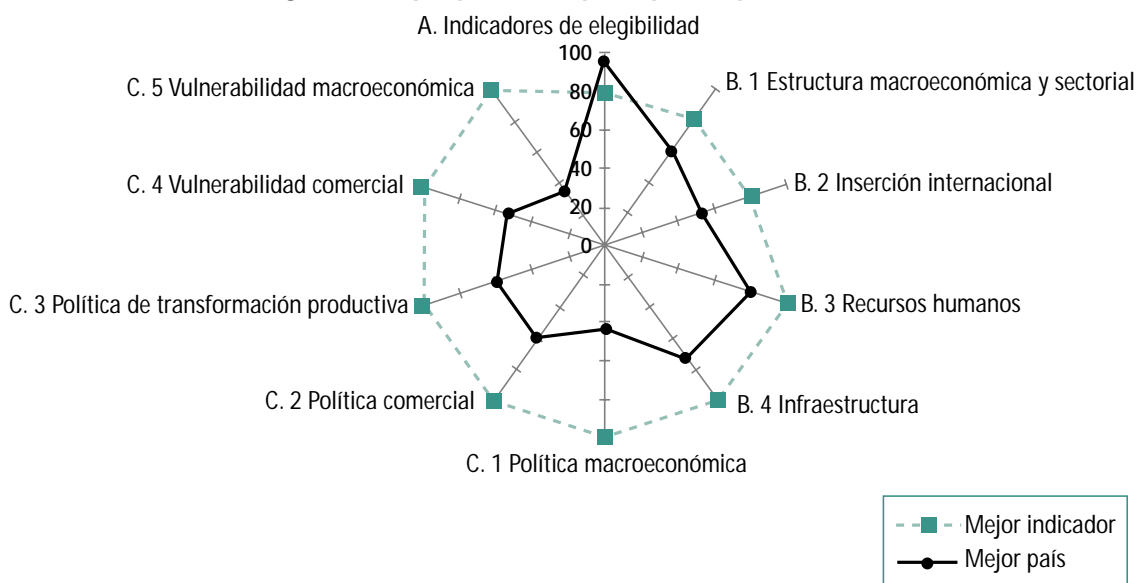 A. Indicadores de elegibilidad
100
80
60
40
20
0
B. 1 Estructura macroeconómica y sectorial
B. 2 Inserción internacional
B. 3 Recursos humanos
B. 4 Infraestructura
C. 1 Política macroeconómica
C. 2 Política comercial
C. 3 Política de transformación productiva
C. 4 Vulnerabilidad comercial
C. 5 Vulnerabilidad macroeconómica
Mejor indicador
Mejor país